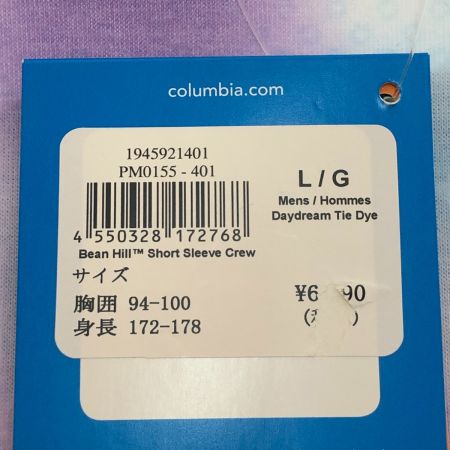 columbia.com
1945921401
PM0155 - 401
L / G
Mens / Hommes
Daydream Tie Dye
4 550328 172768
Bean Hill™ Short Sleeve Crew
サイズ
胸囲 94-100
身長 172-178